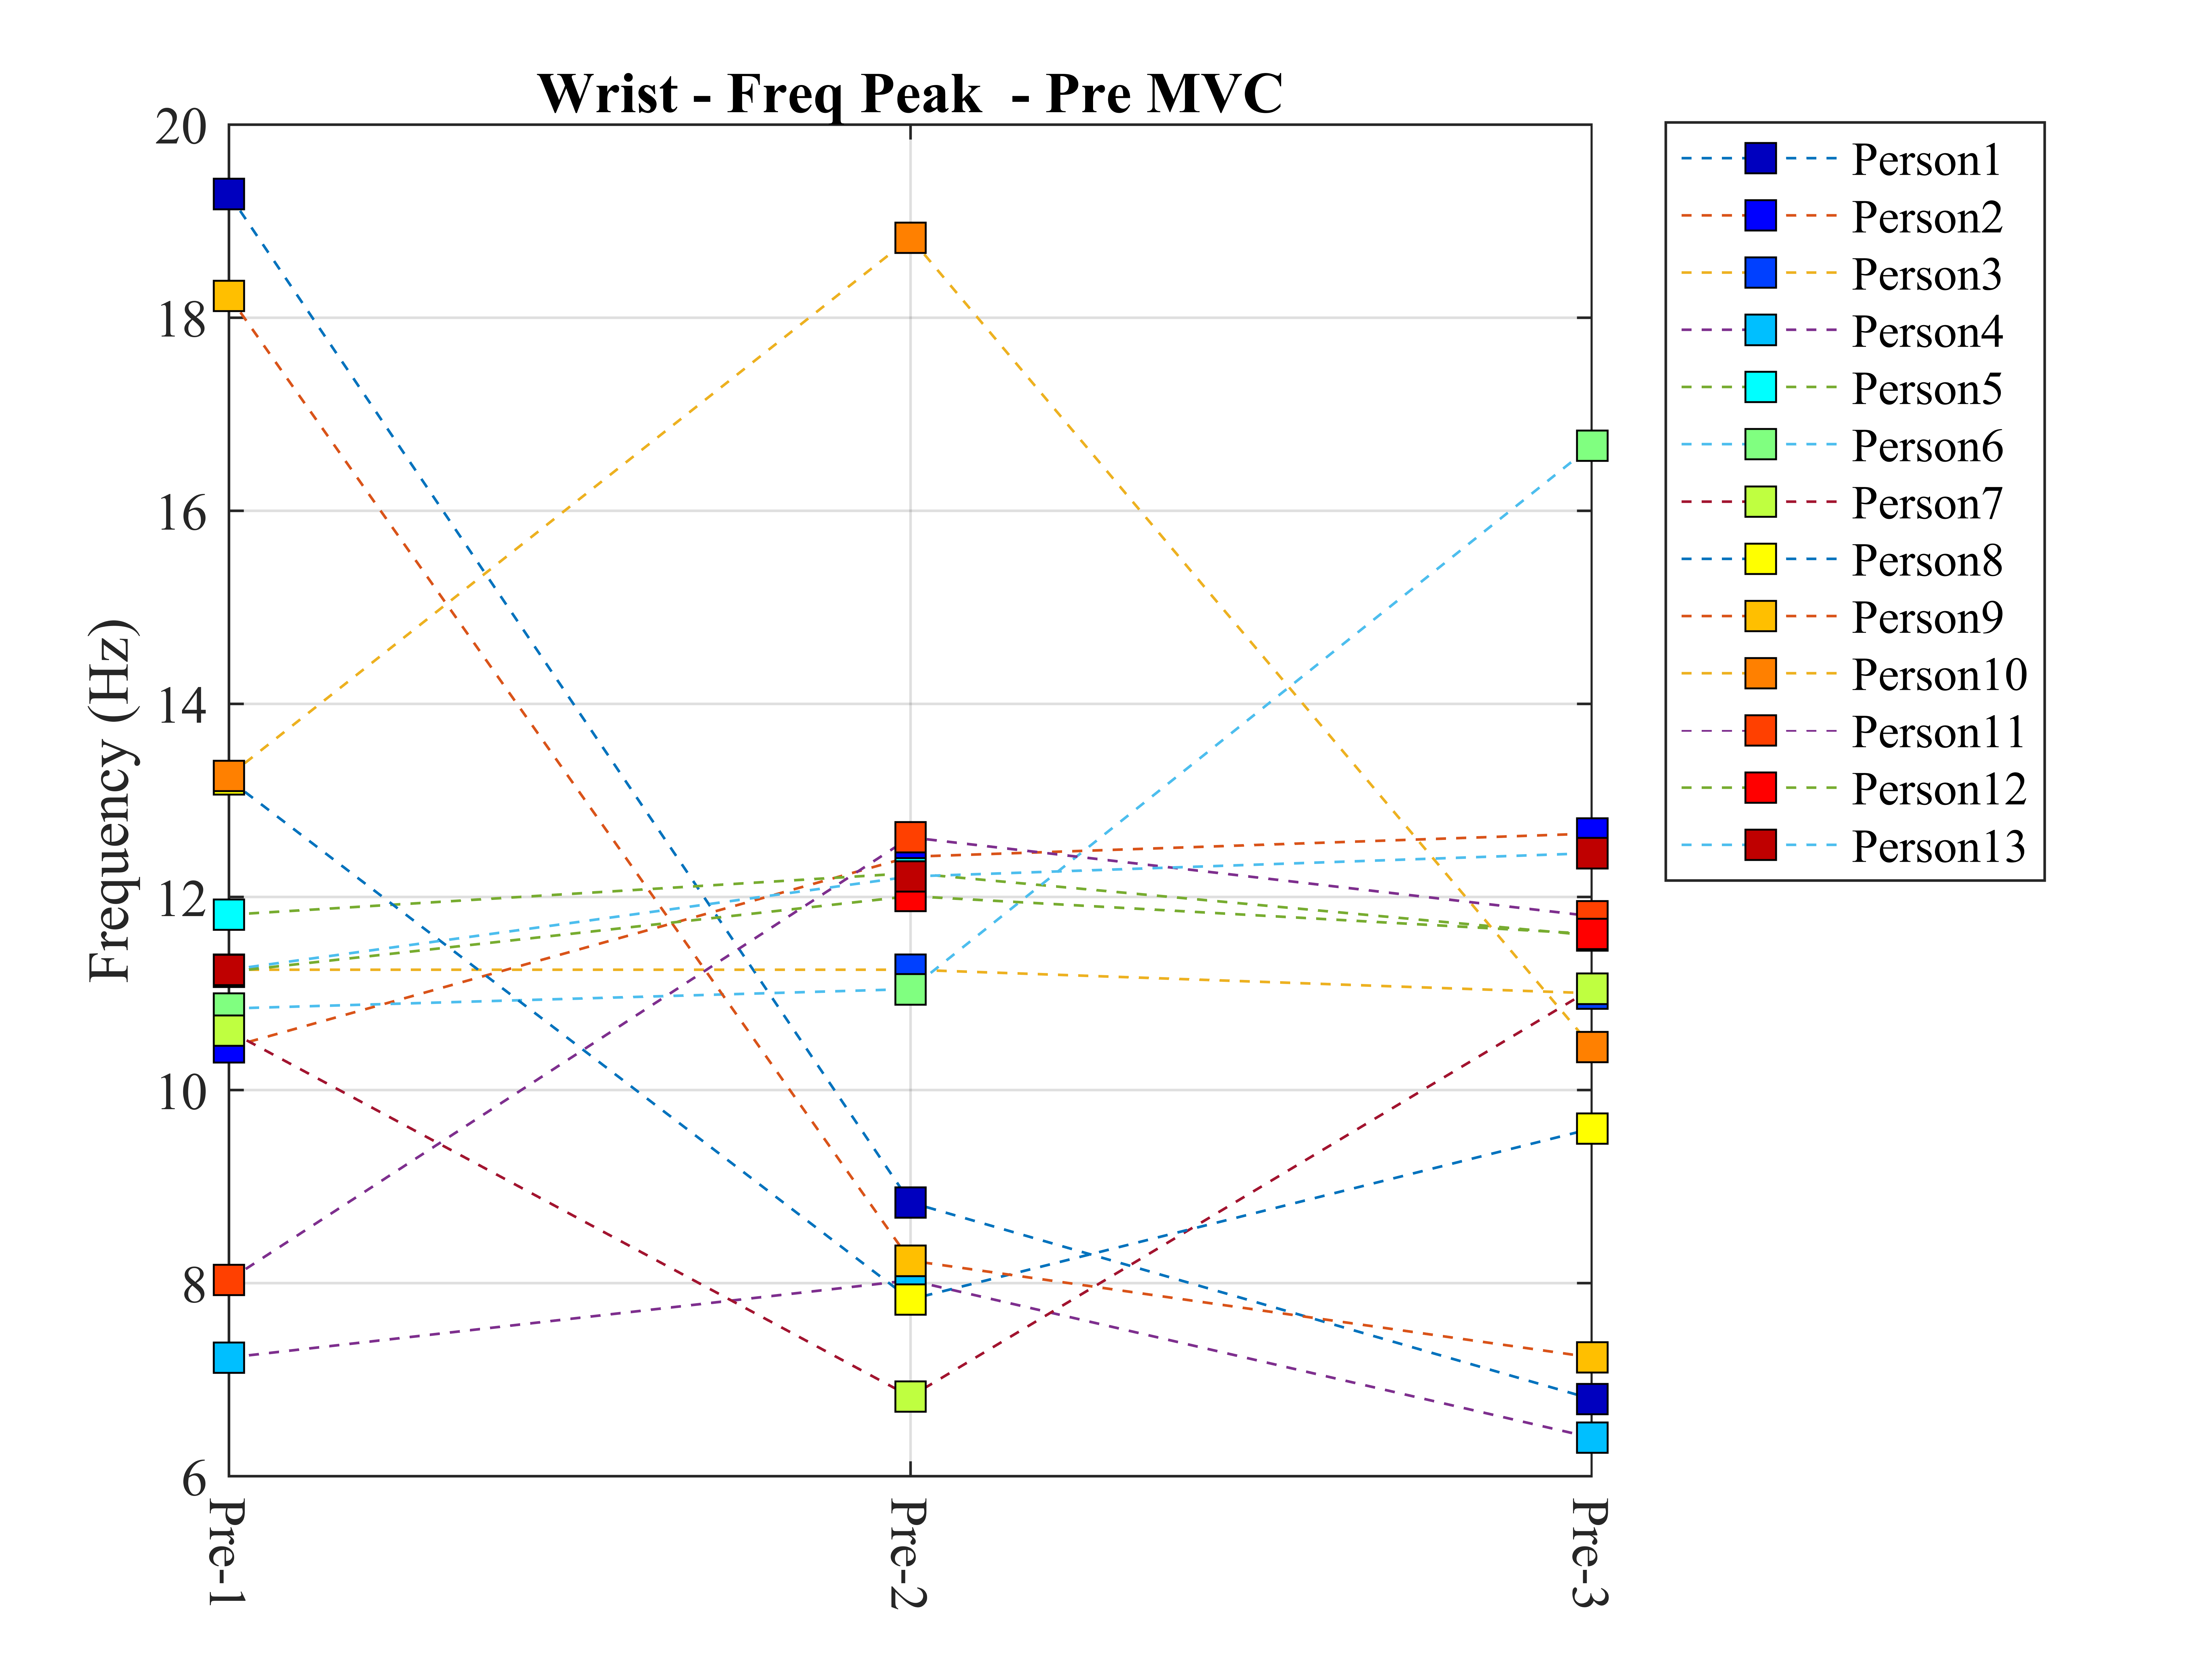 Wrist - Freq Peak - Pre MVC
Frequency (Hz)
20
18
16
14
12
10
8
6
Pre-1
Pre-2
Pre-3
Person1
Person2
Person3
Person4
Person5
Person6
Person7
Person8
Person9
Person10
Person11
Person12
Person13